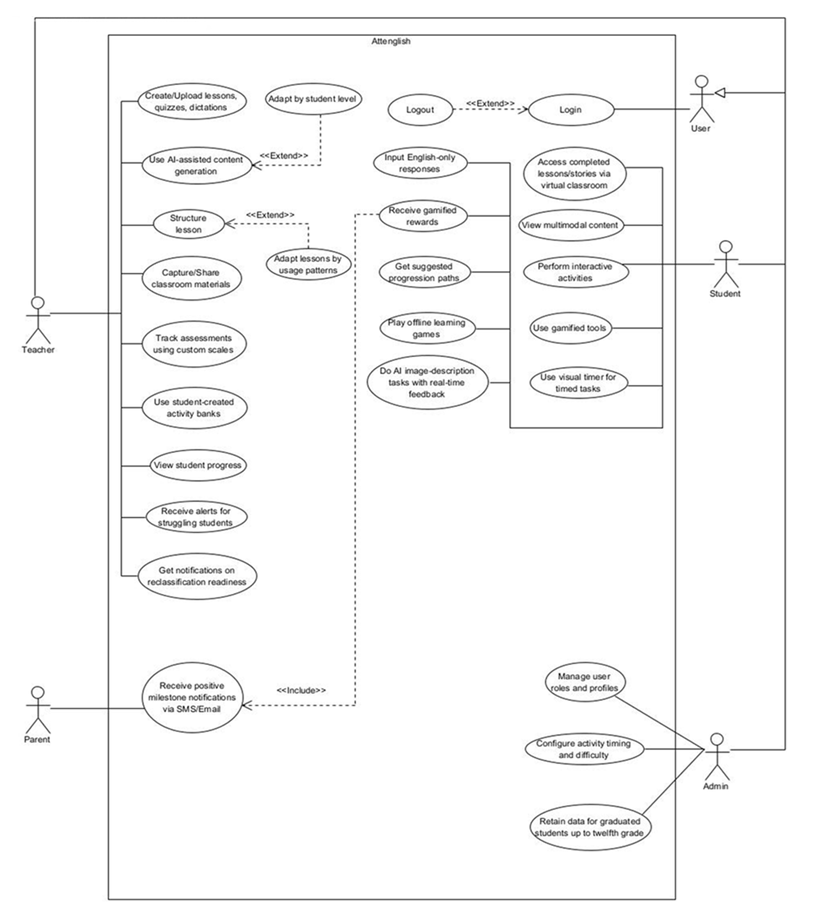 Attenglish
Create/Upload lessons,
quizzes, dictations
Adapt by student level
Logout
<<Extend>>
Login
User
Use AI-assisted content
generation
<<Extend>>
Input English-only
responses
Access completed
lessons/stories via
virtual classroom
Structure
lesson
<<Extend>>
Receive gamified
rewards
View multimodal content
Adapt lessons by
usage patterns
Capture/Share
classroom materials
Get suggested
progression paths
Perform interactive
activities
Student
Teacher
Track assessments
using custom scales
Play offline learning
games
Use gamified tools
Use student-created
activity banks
Do AI image-description
tasks with real-time
feedback
Use visual timer for
timed tasks
View student progress
Receive alerts for
struggling students
Get notifications on
reclassification readiness
Receive positive
milestone notifications
via SMS/Email
<<Include>>
Parent
Manage user
roles and profiles
Configure activity timing
and difficulty
Admin
Retain data for graduated
students up to twelfth grade